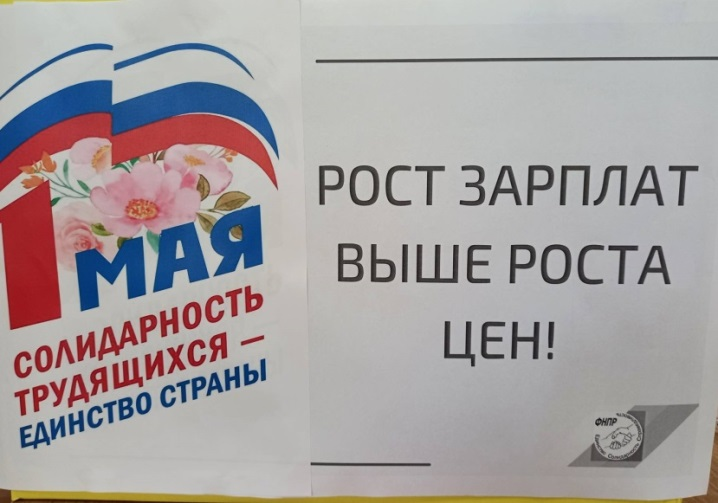 1 МАЯ
СОЛИДАРНОСТЬ
ТРУДЯЩИХСЯ —
ЕДИНСТВО СТРАНЫ
РОСТ ЗАРПЛАТ
ВЫШЕ РОСТА
ЦЕН!
ФНПР